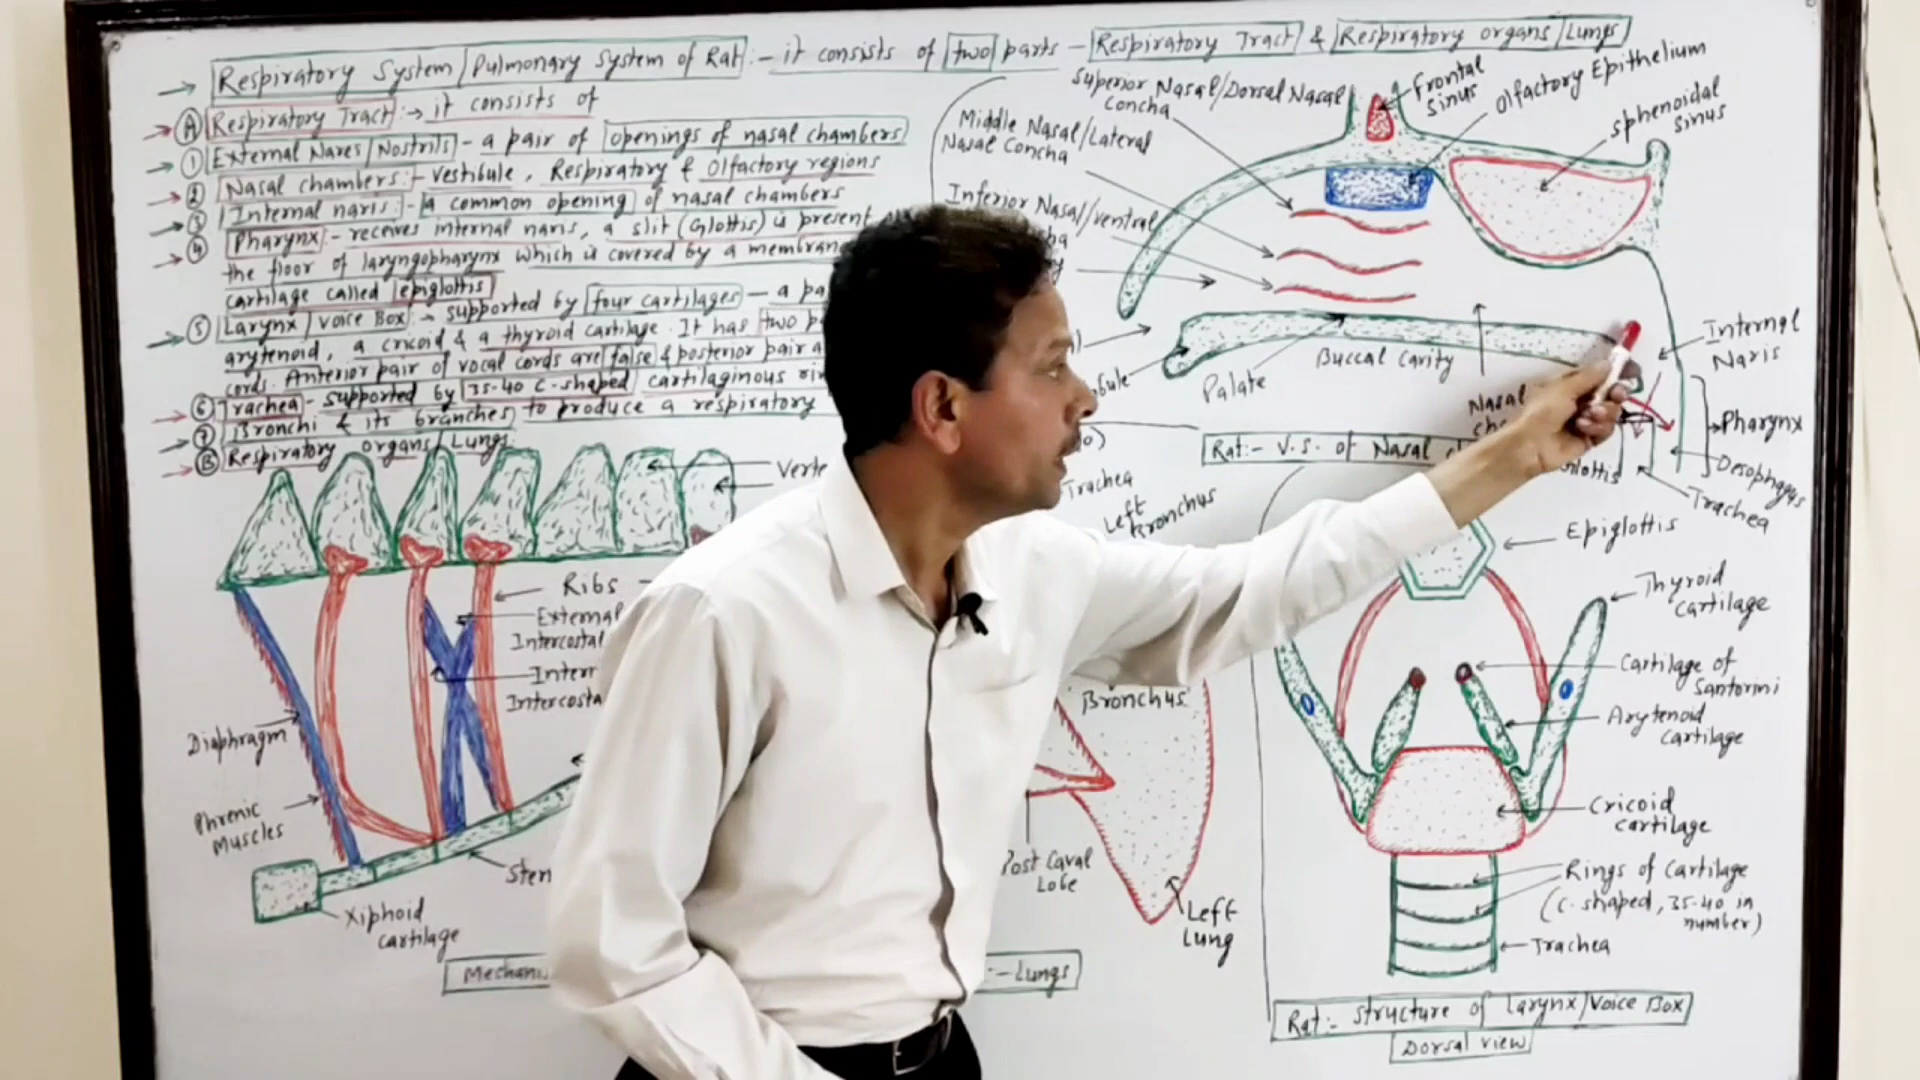 Respiratory System/Pulmonary System of Rat:- it consists of two parts - Respiratory Tract & Respiratory organs/Lungs
(A) Respiratory Tract:→ it consists of
① External Nares/Nostrils - a pair of openings of nasal chambers
② Nasal chambers:- vestibule, Respiratory & Olfactory regions
③ Internal naris:- a common opening of nasal chambers
④ Pharynx - receives internal naris, a slit (Glottis) is present
the floor of laryngopharynx which is covered by a membran
cartilage called epiglottis
⑤ Larynx/voice Box:→ supported by four cartilages - a pa
arytenoid, a cricoid & a thyroid cartilage. It has two p
cords. Anterior pair of vocal cords are false & posterior pair a
⑥ Trachea - supported by 35-40 C-shaped cartilaginous rin
⑦ Bronchi & its branches to produce a respiratory
(B) Respiratory organs/Lungs
Superior Nasal/Dorsal Nasal
Concha
Frontal
Sinus
Olfactory Epithelium
Sphenoidal
Sinus
Middle Nasal/Lateral
Nasal Concha
Inferior Nasal/ventral
Palate
Buccal Cavity
Nasal
Internal
Naris
Pharynx
Oesophagus
Trachea
Rat:- V.S. of Nasal
Verte
Ribs
External
Intercostal
Inter
Intercosta
Diaphragm
Phrenic
Muscles
Ster
Xiphoid
cartilage
Mechani
Trachea
Left
Bronchus
Bronchus
Post Caval
Lobe
Left
Lung
:-Lungs
Epiglottis
Thyroid
cartilage
Cartilage of
Santorini
Arytenoid
cartilage
Cricoid
cartilage
Rings of Cartilage
(C-shaped, 35-40 in
number)
Trachea
Rat:- Structure of Larynx/Voice Box
Dorsal view